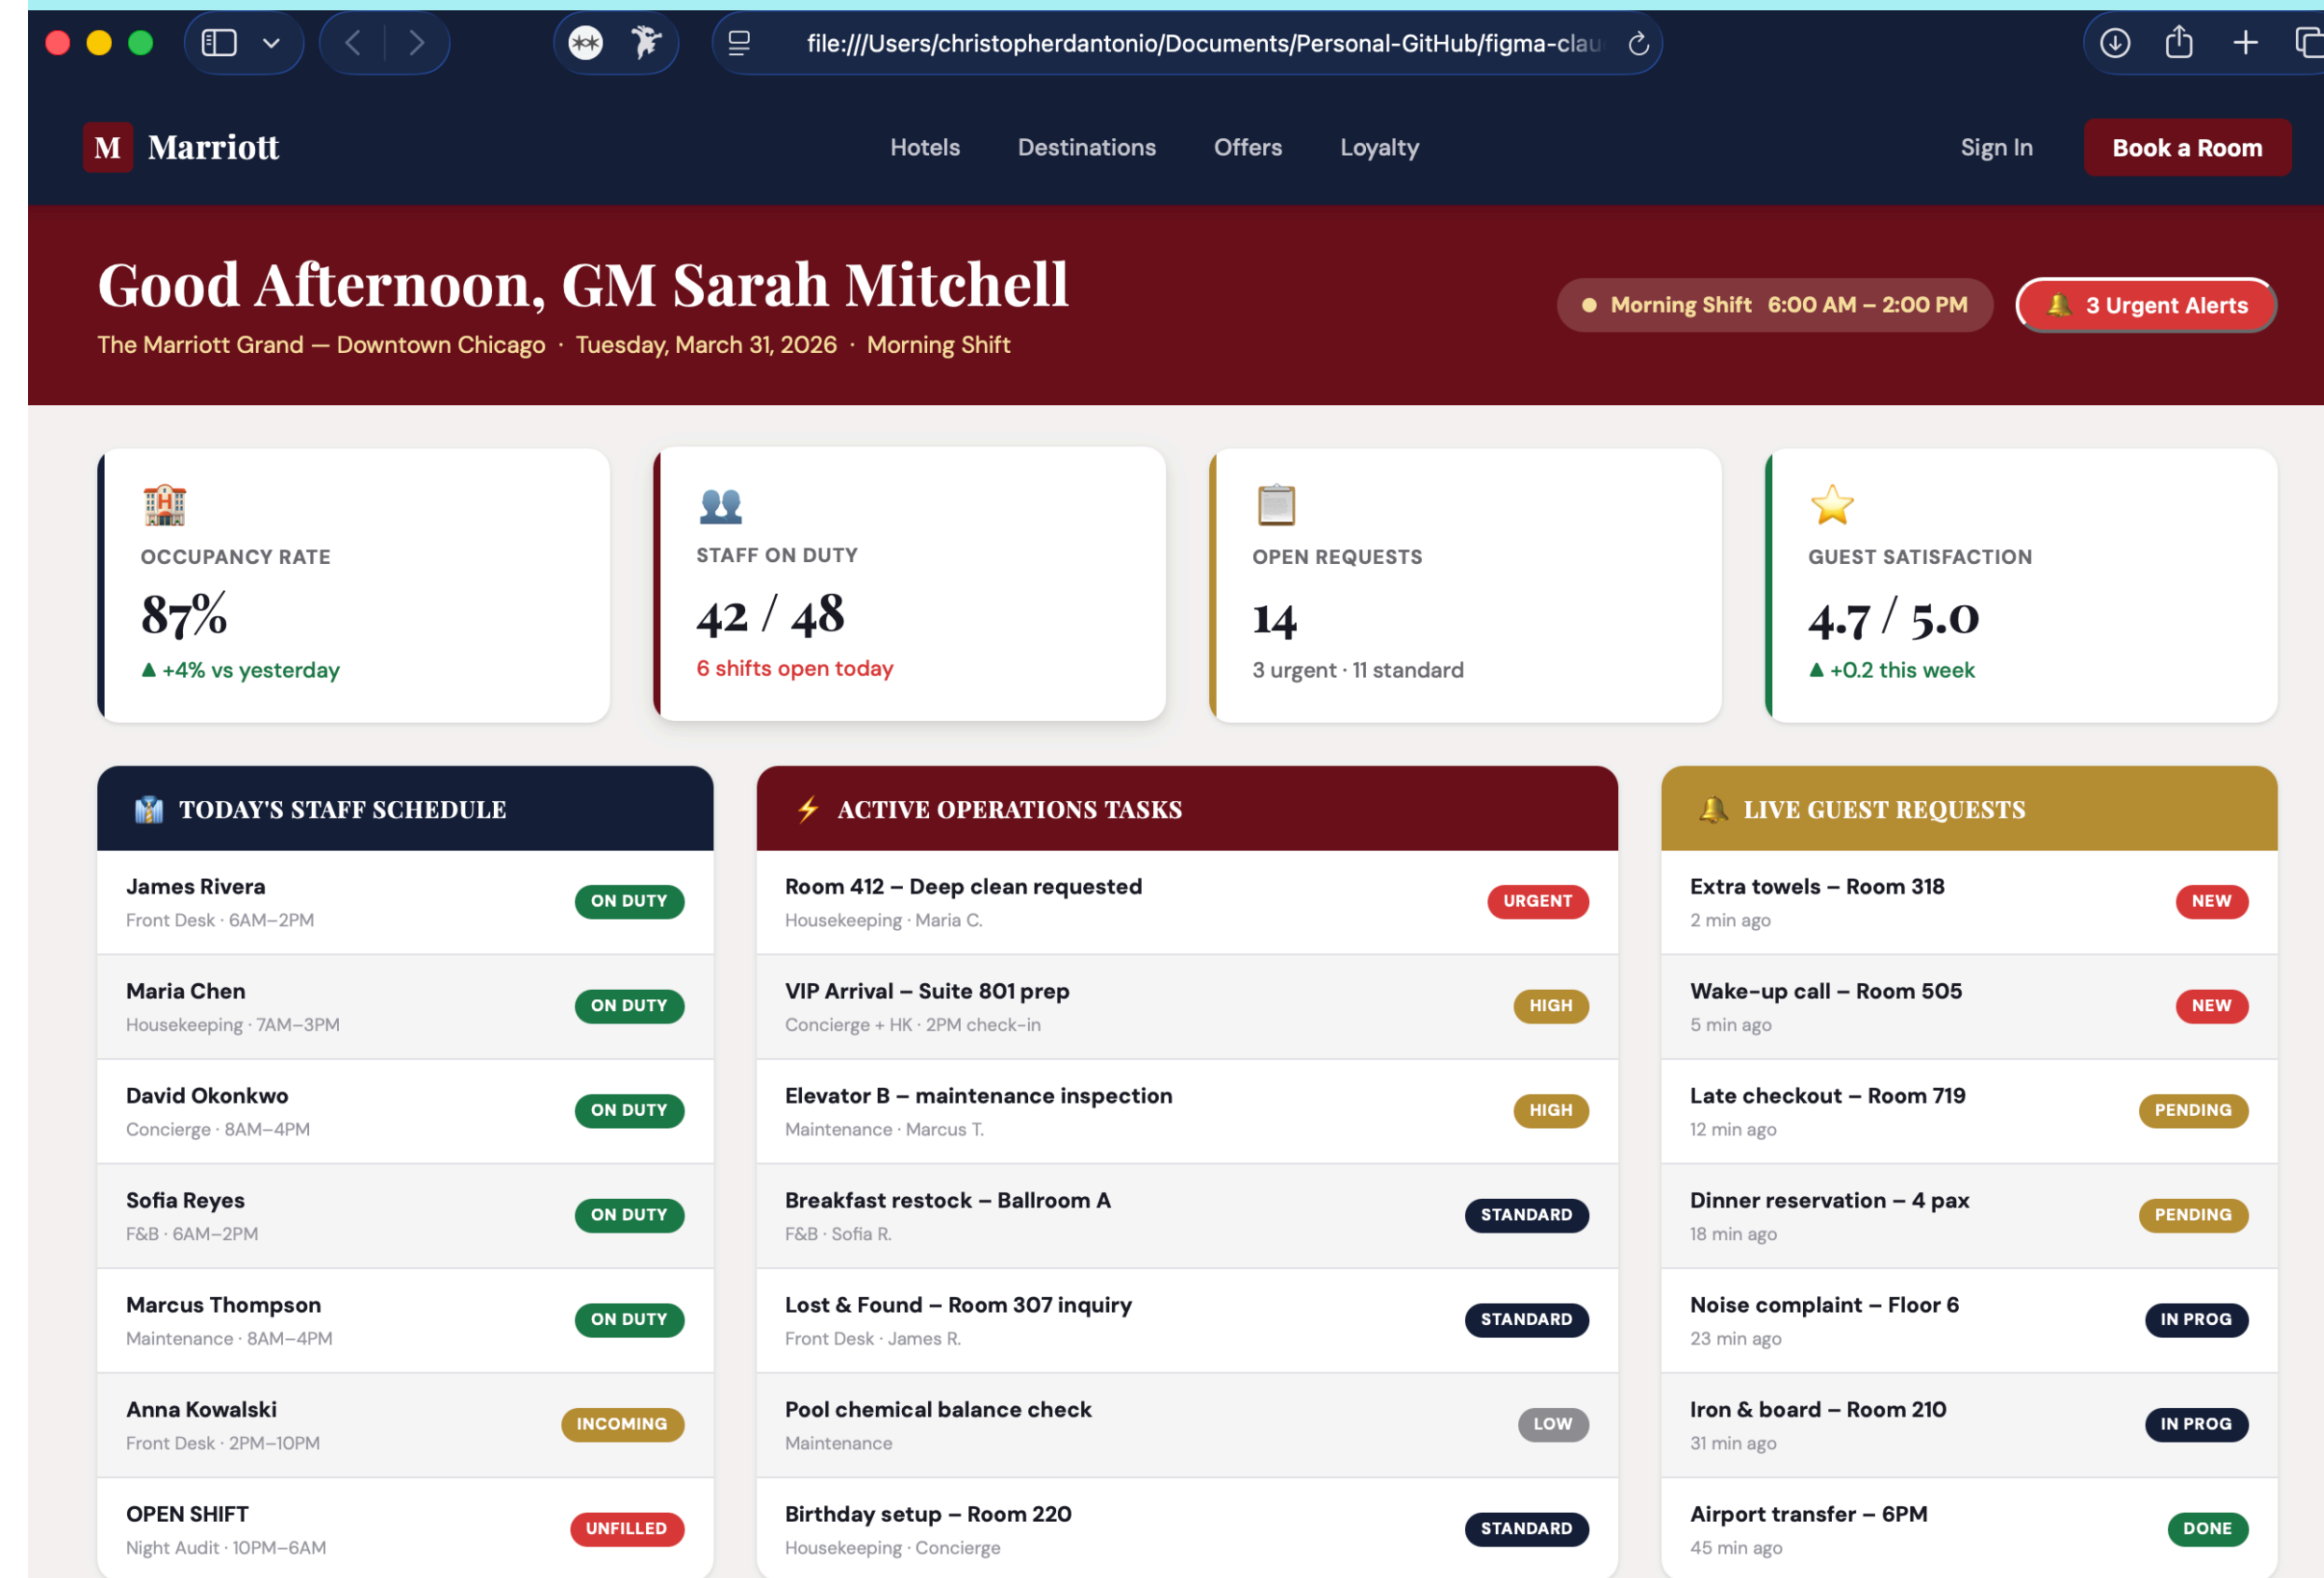 file:///Users/christopherdantonio/Documents/Personal-GitHub/figma-clau
M Marriott
Hotels Destinations Offers Loyalty
Sign In Book a Room
Good Afternoon, GM Sarah Mitchell
The Marriott Grand — Downtown Chicago · Tuesday, March 31, 2026 · Morning Shift
Morning Shift 6:00 AM – 2:00 PM
3 Urgent Alerts
OCCUPANCY RATE
87%
▲ +4% vs yesterday
STAFF ON DUTY
42 / 48
6 shifts open today
OPEN REQUESTS
14
3 urgent · 11 standard
GUEST SATISFACTION
4.7 / 5.0
▲ +0.2 this week
TODAY'S STAFF SCHEDULE
James Rivera
Front Desk · 6AM–2PM
ON DUTY
Maria Chen
Housekeeping · 7AM–3PM
ON DUTY
David Okonkwo
Concierge · 8AM–4PM
ON DUTY
Sofia Reyes
F&B · 6AM–2PM
ON DUTY
Marcus Thompson
Maintenance · 8AM–4PM
ON DUTY
Anna Kowalski
Front Desk · 2PM–10PM
INCOMING
OPEN SHIFT
Night Audit · 10PM–6AM
UNFILLED
ACTIVE OPERATIONS TASKS
Room 412 – Deep clean requested
Housekeeping · Maria C.
URGENT
VIP Arrival – Suite 801 prep
Concierge + HK · 2PM check-in
HIGH
Elevator B – maintenance inspection
Maintenance · Marcus T.
HIGH
Breakfast restock – Ballroom A
F&B · Sofia R.
STANDARD
Lost & Found – Room 307 inquiry
Front Desk · James R.
STANDARD
Pool chemical balance check
Maintenance
LOW
Birthday setup – Room 220
Housekeeping · Concierge
STANDARD
LIVE GUEST REQUESTS
Extra towels – Room 318
2 min ago
NEW
Wake-up call – Room 505
5 min ago
NEW
Late checkout – Room 719
12 min ago
PENDING
Dinner reservation – 4 pax
18 min ago
PENDING
Noise complaint – Floor 6
23 min ago
IN PROG
Iron & board – Room 210
31 min ago
IN PROG
Airport transfer – 6PM
45 min ago
DONE